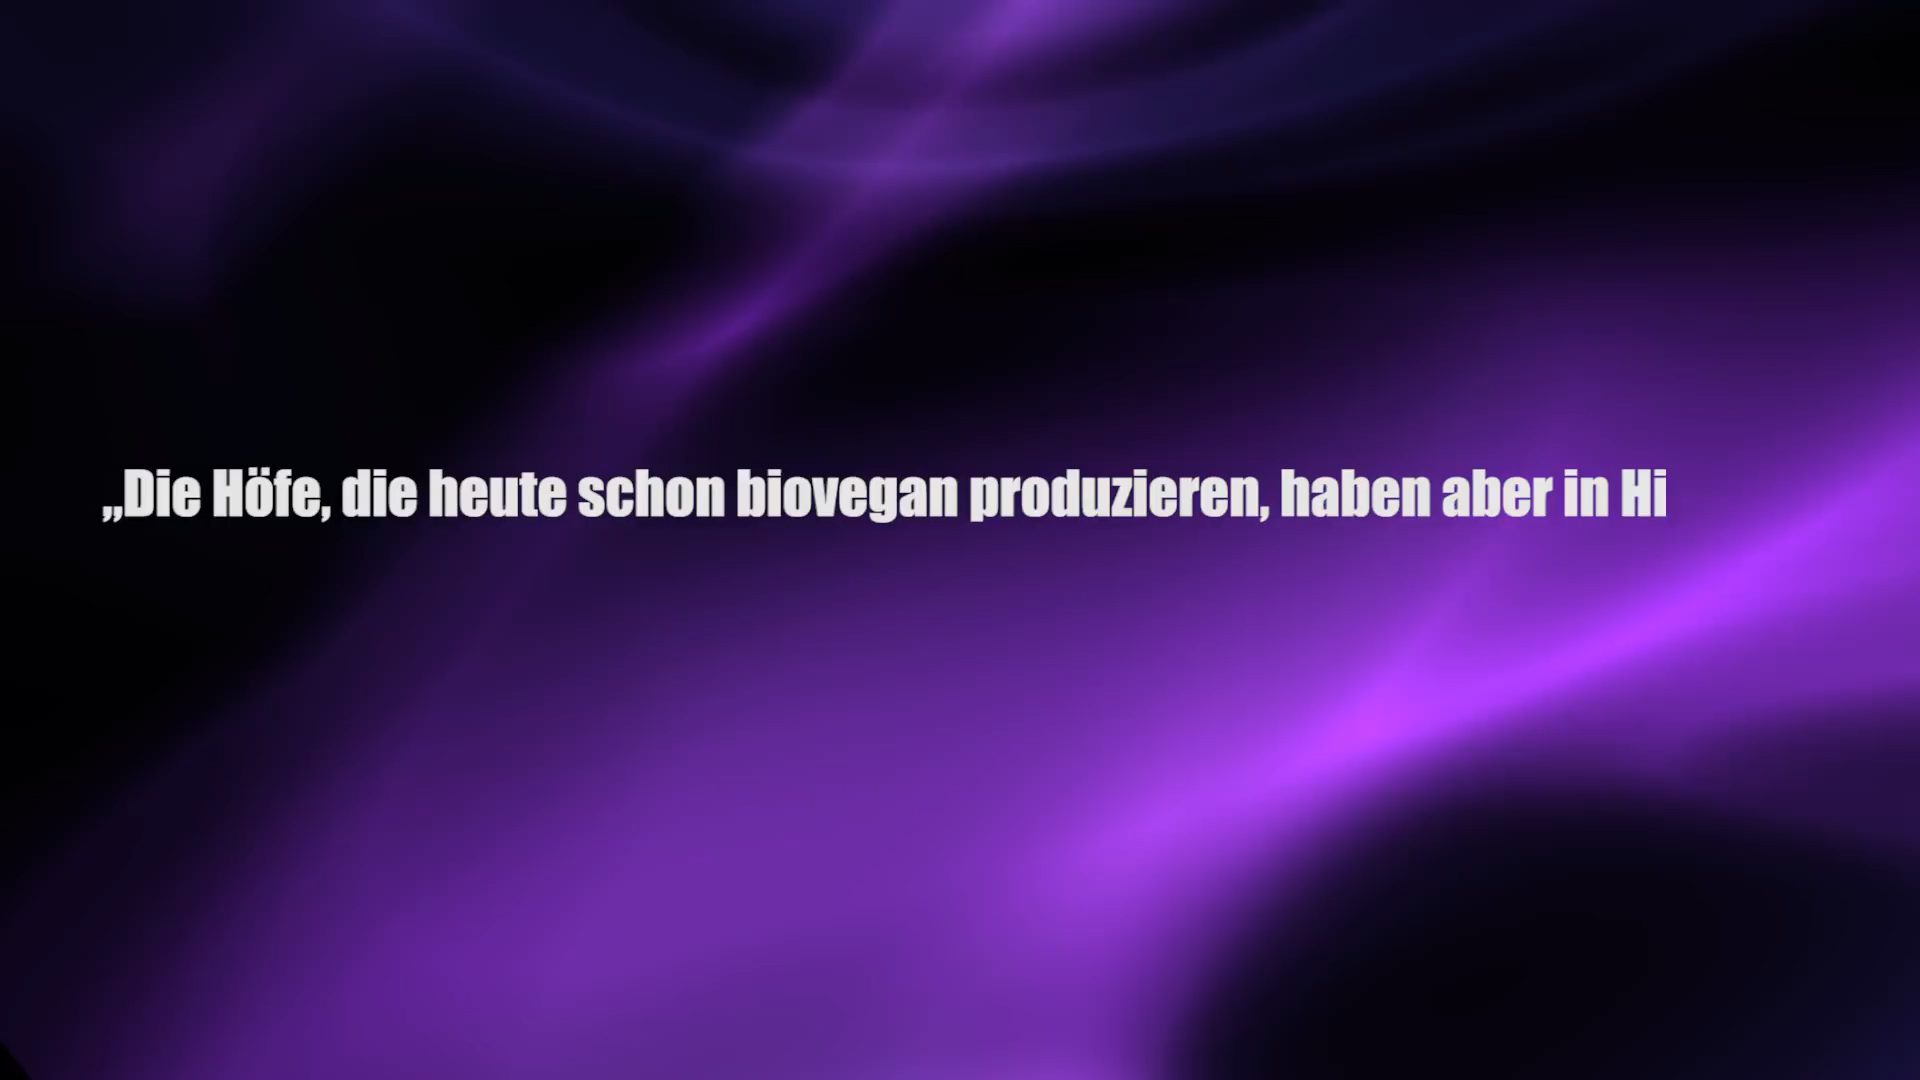 „Die Höfe, die heute schon biovegan produzieren, haben aber in Hi